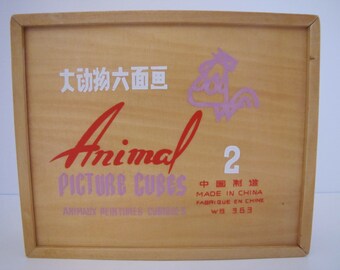 大动物六面画
Animal
2
PICTURE CUBES
中国制造
MADE IN CHINA
FABRIQUE EN CHINE